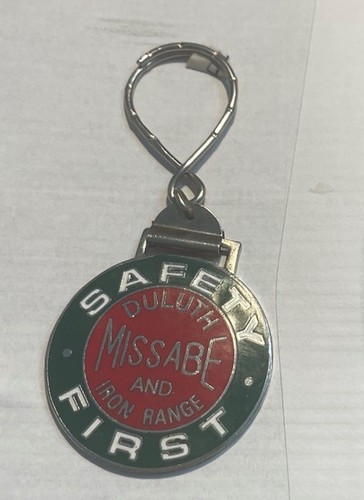 SAFETY
DULUTH
MISSABE
AND
IRON RANGE
FIRST